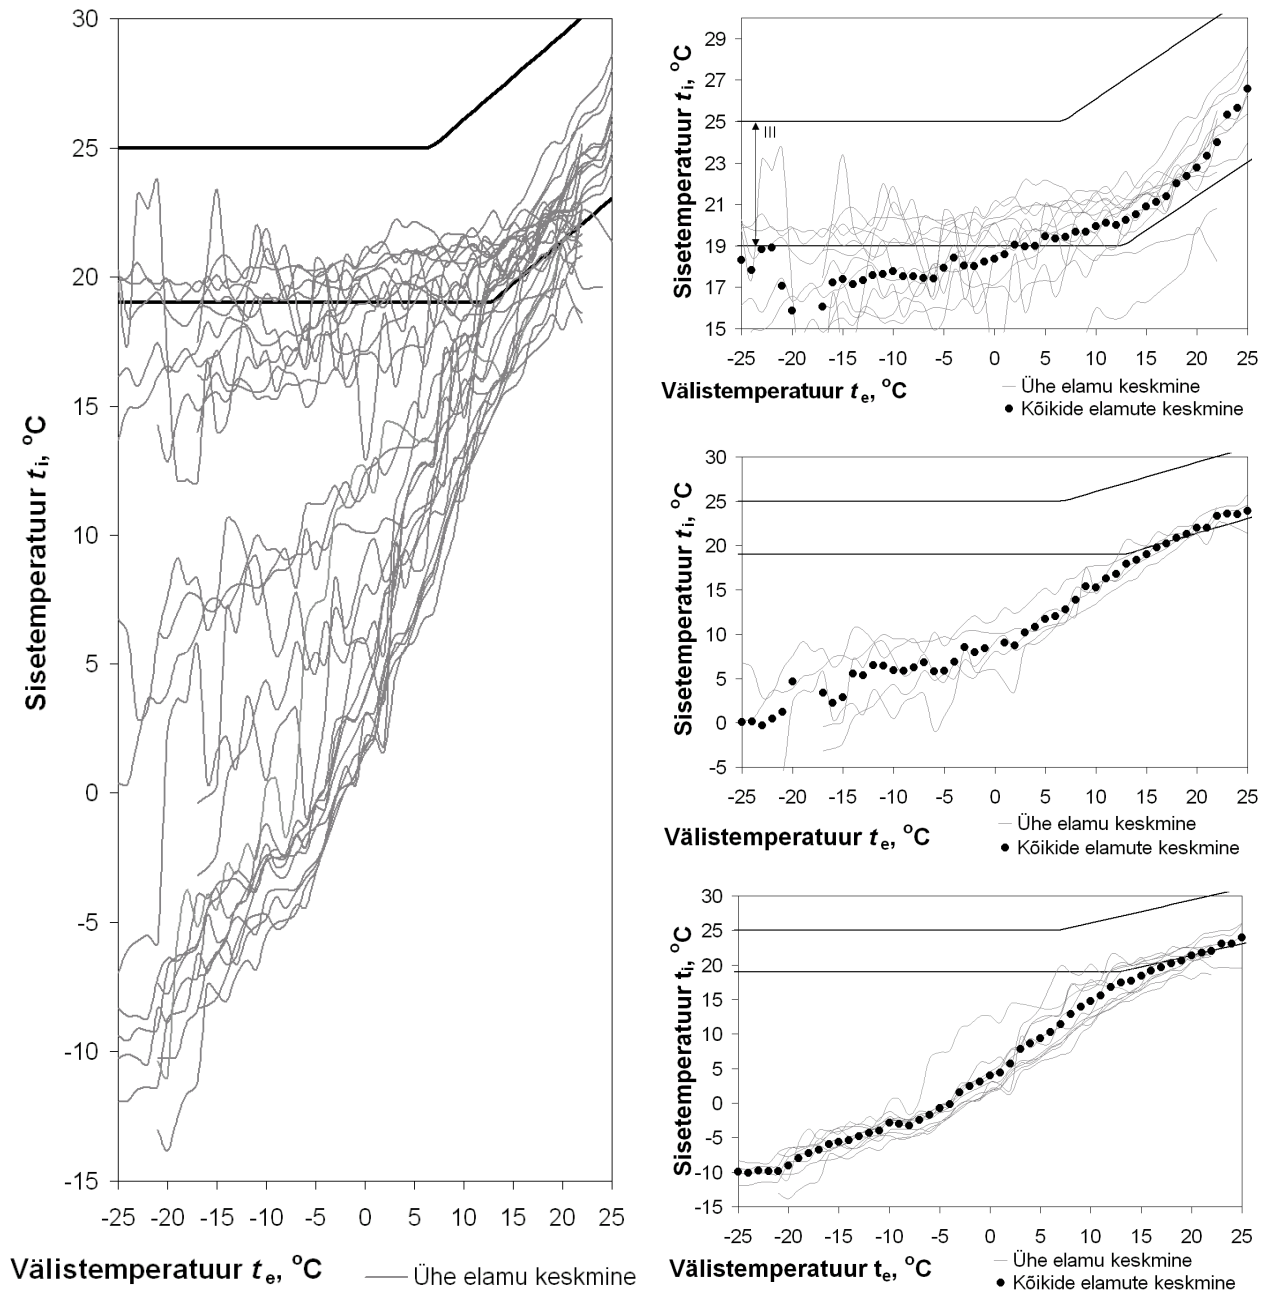 30
25
20
15
10
5
0
-5
-10
-15
Sisetemperatuur ti, °C
-25 -20 -15 -10 -5 0 5 10 15 20 25
Välistemperatuur te, °C
Ühe elamu keskmine
29
27
25
23
21
19
17
15
III
Sisetemperatuur ti, °C
-25 -20 -15 -10 -5 0 5 10 15 20 25
Välistemperatuur te, °C
Ühe elamu keskmine
Kõikide elamute keskmine
30
25
20
15
10
5
0
-5
Sisetemperatuur ti, °C
-25 -20 -15 -10 -5 0 5 10 15 20 25
Välistemperatuur te, °C
Ühe elamu keskmine
Kõikide elamute keskmine
30
25
20
15
10
5
0
-5
-10
-15
Sisetemperatuur ti, °C
-25 -20 -15 -10 -5 0 5 10 15 20 25
Välistemperatuur te, °C
Ühe elamu keskmine
Kõikide elamute keskmine